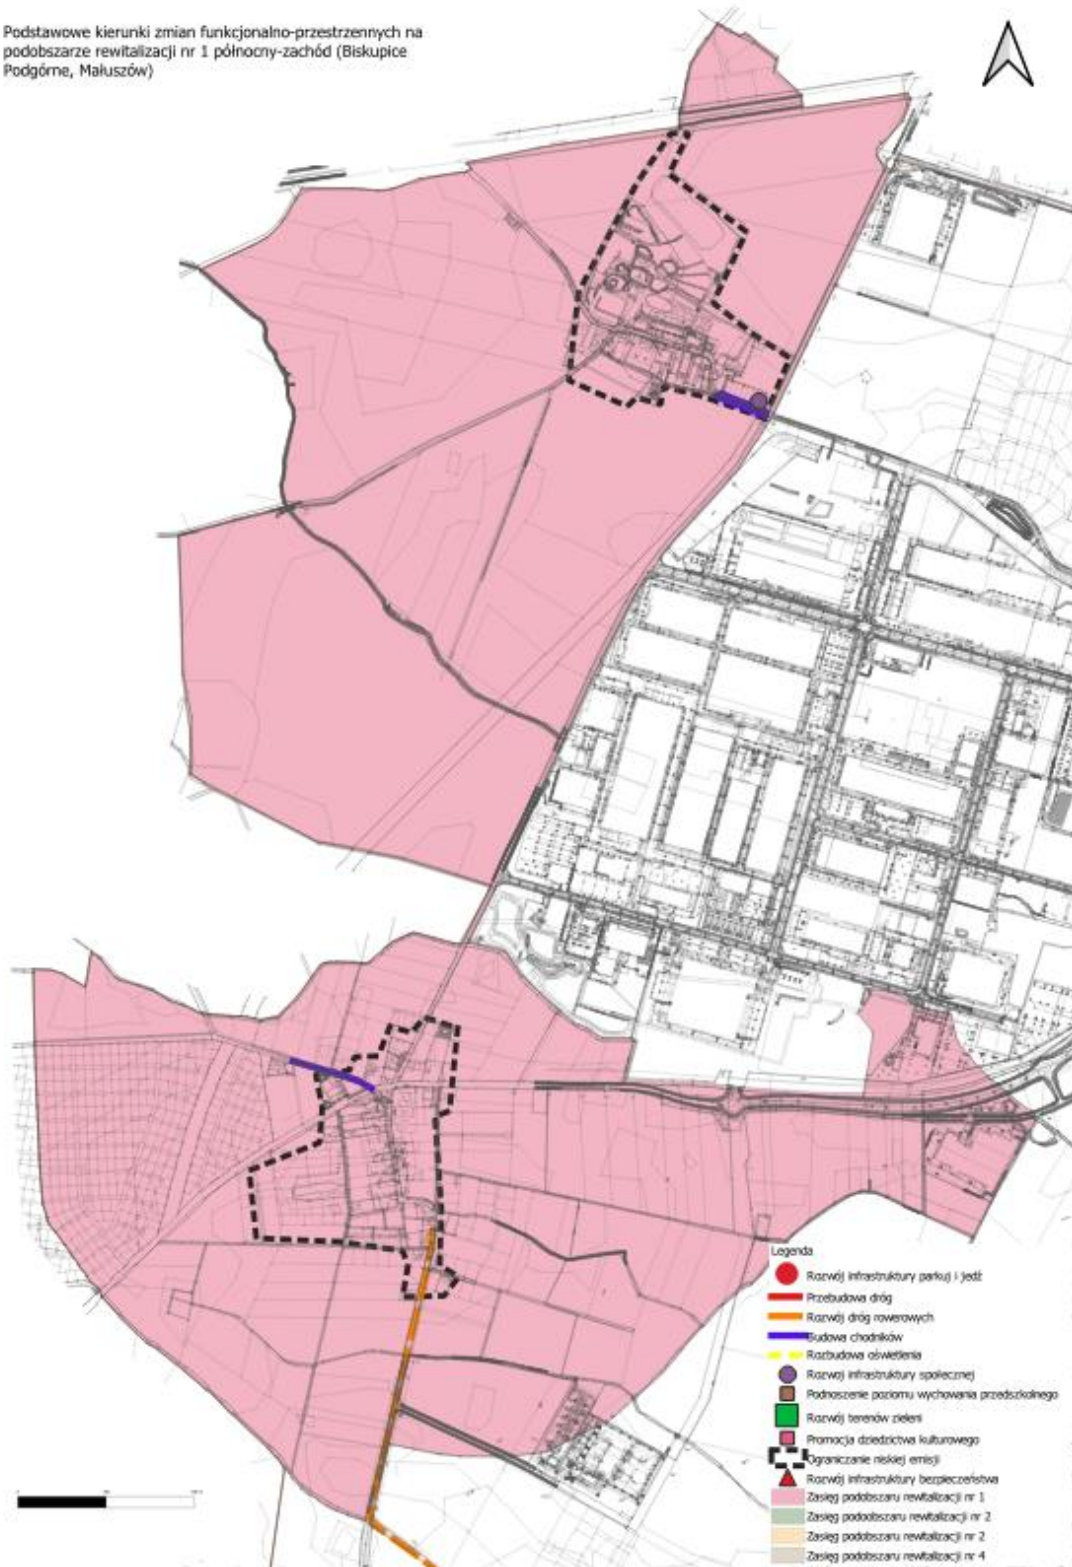 Podstawowe kierunki zmian funkcjonalno-przestrzennych na
podobszarze rewitalizacji nr 1 północny-zachód (Biskupice
Podgórne, Małuszów)
Legenda
Rozwój infrastruktury parkuj i jedź
Przebudowa dróg
Rozwój dróg rowerowych
Budowa chodników
Rozbudowa oświetlenia
Rozwoj infrastruktury społecznej
Podnoszenie poziomu wychowania przedszkolnego
Rozwój terenów zieleni
Promocja dziedzictwa kulturowego
Ograniczanie niskiej emisji
Rozwój infrastruktury bezpieczeństwa
Zasięg podobszaru rewitalizacji nr 1
Zasięg podoobszaru rewitalizacji nr 2
Zasięg podobszaru rewitalizacji nr 2
Zasięg podobszaru rewitalizacji nr 4